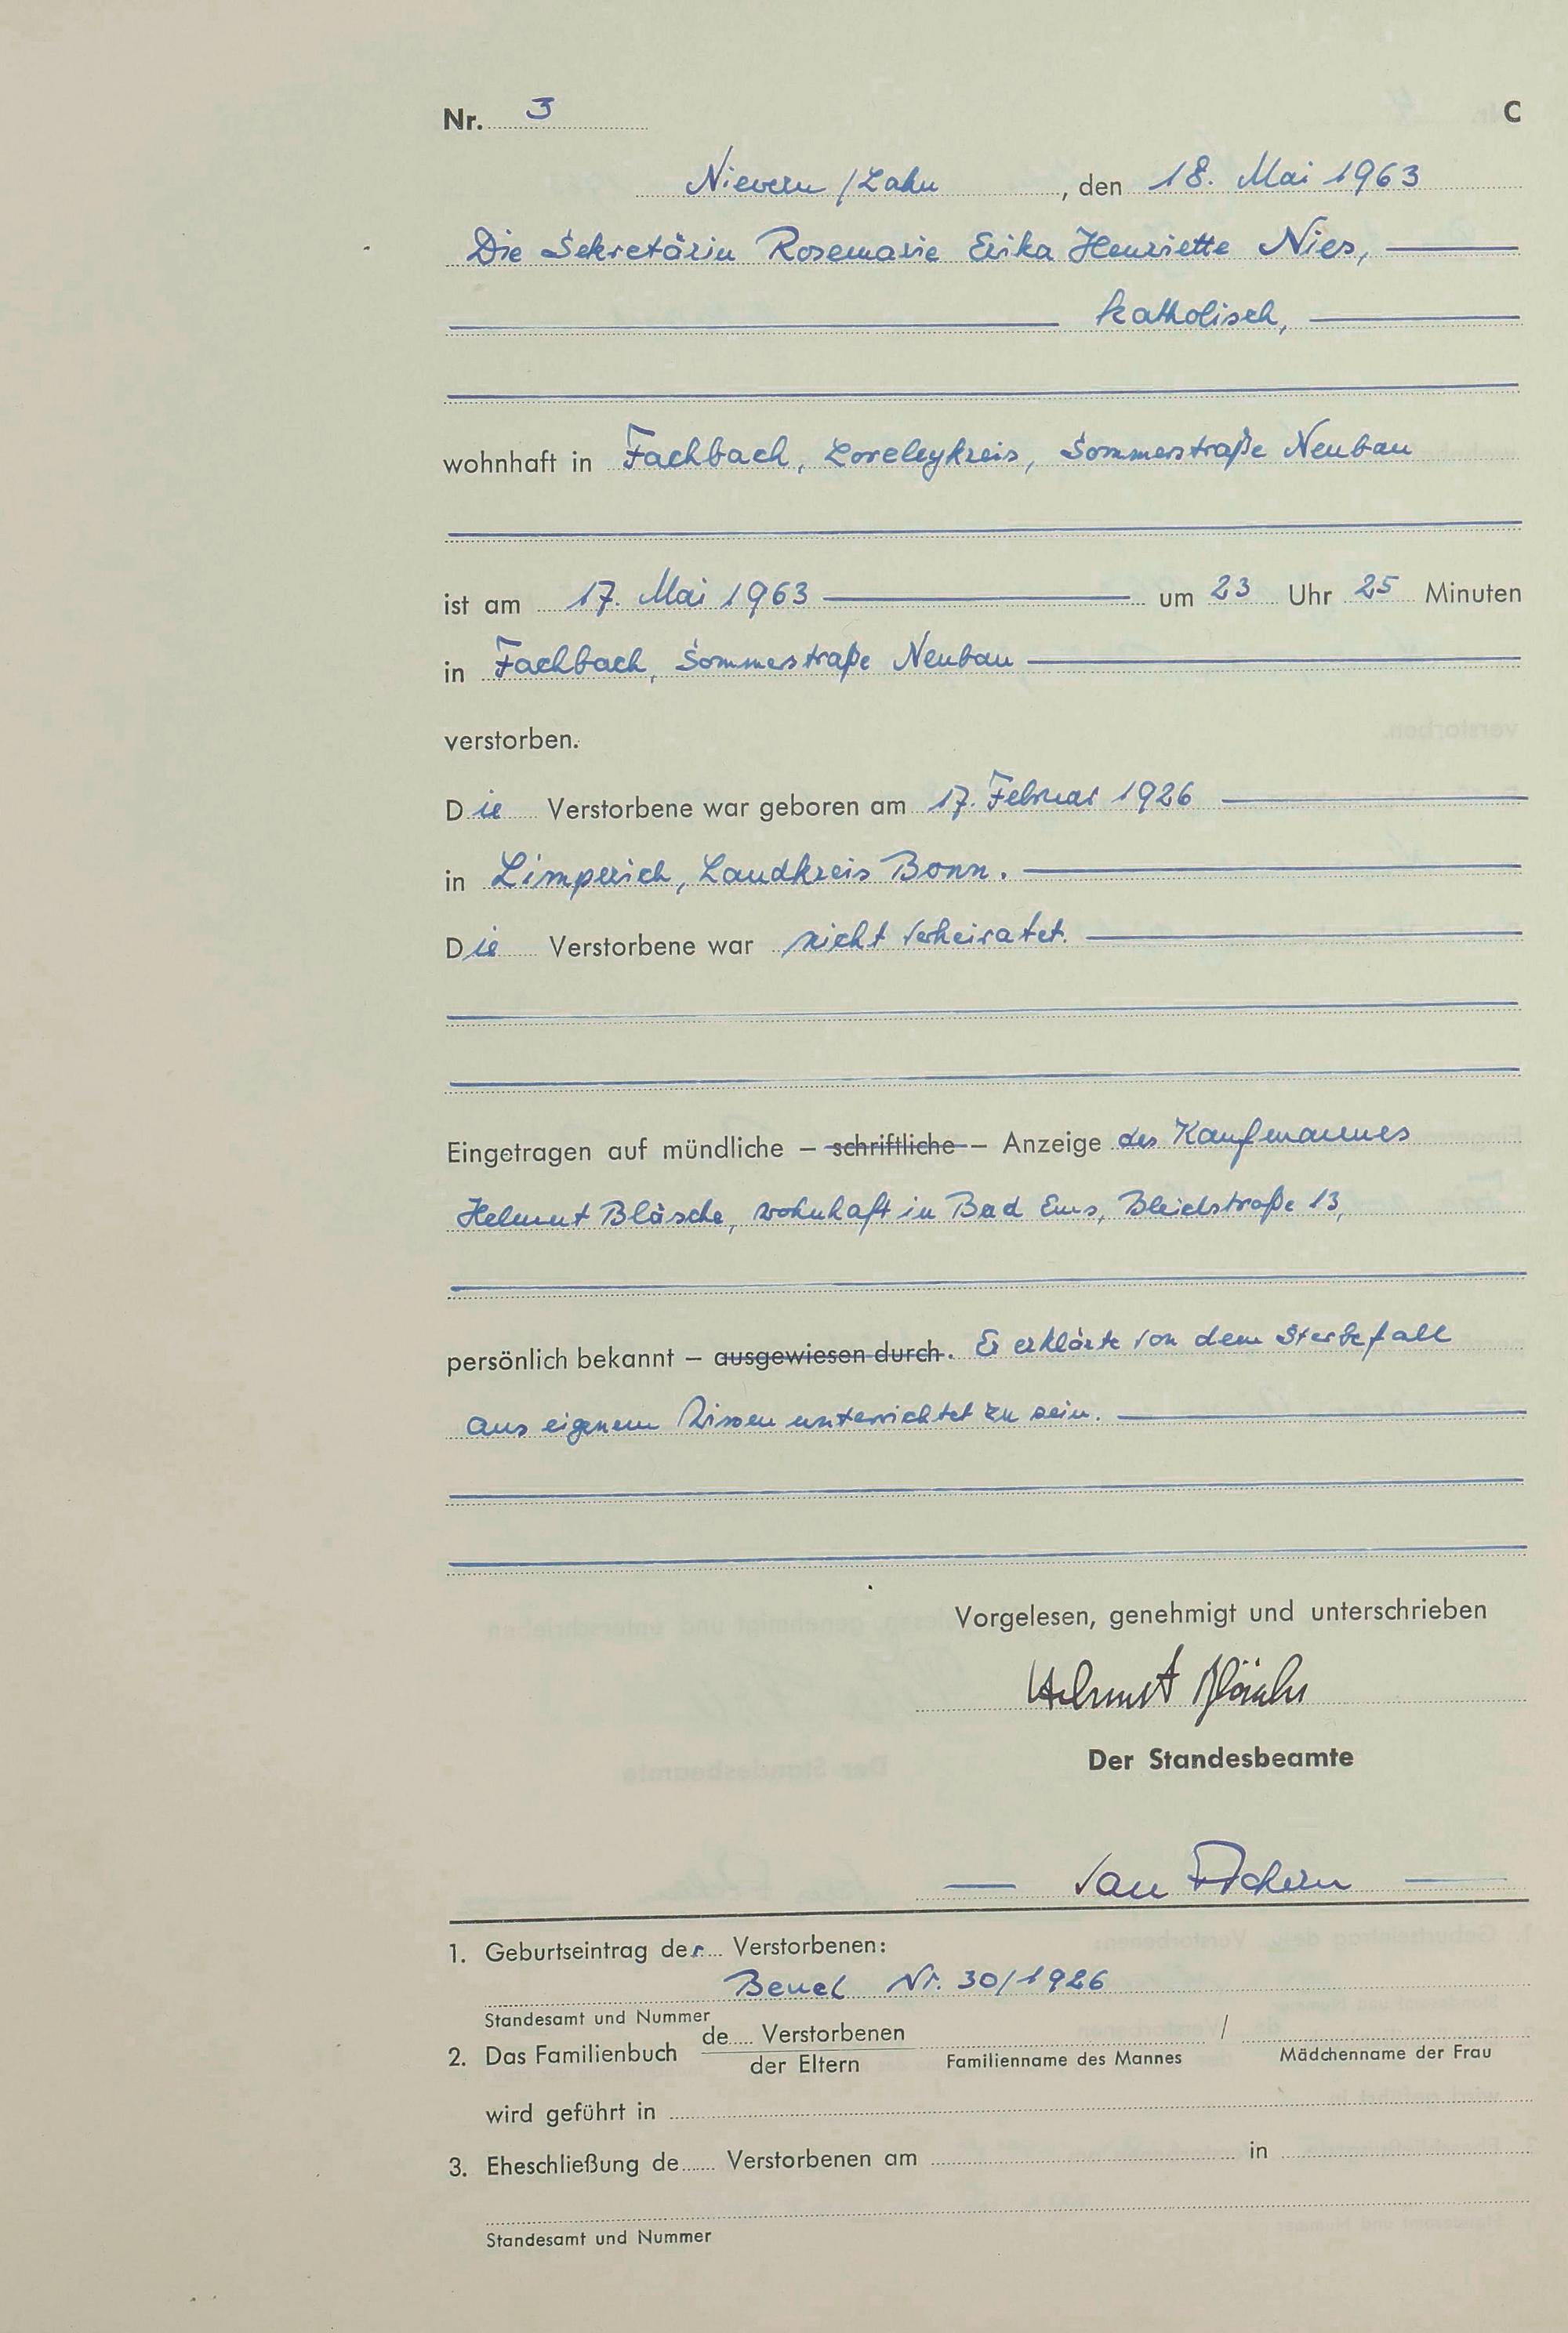 Nr. 3 C
Nievern / Lahn, den 18. Mai 1963
Die Sekretärin Rosemarie Erika Henriette Nies,
katholisch,
wohnhaft in Fachbach, Loreleykreis, Sommerstraße Neubau
ist am 17. Mai 1963 um 23 Uhr 25 Minuten
in Fachbach, Sommerstraße Neubau
verstorben.
Die Verstorbene war geboren am 17. Februar 1926
in Limperich, Landkreis Bonn.
Die Verstorbene war nicht verheiratet.
Eingetragen auf mündliche – schriftliche – Anzeige des Kaufmannes
Helmut Bläsche, wohnhaft in Bad Ems, Bleichstraße 13,
persönlich bekannt – ausgewiesen durch. Er erklärte von dem Sterbefall
aus eigenem Wissen unterrichtet zu sein.
Vorgelesen, genehmigt und unterschrieben
Helmut Bläsche
Der Standesbeamte
van
1. Geburtseintrag der Verstorbenen:
Beuel Nr. 30/1926
Standesamt und Nummer
2. Das Familienbuch de Verstorbenen / der Eltern /
Familienname des Mannes Mädchenname der Frau
wird geführt in
3. Eheschließung de Verstorbenen am in
Standesamt und Nummer